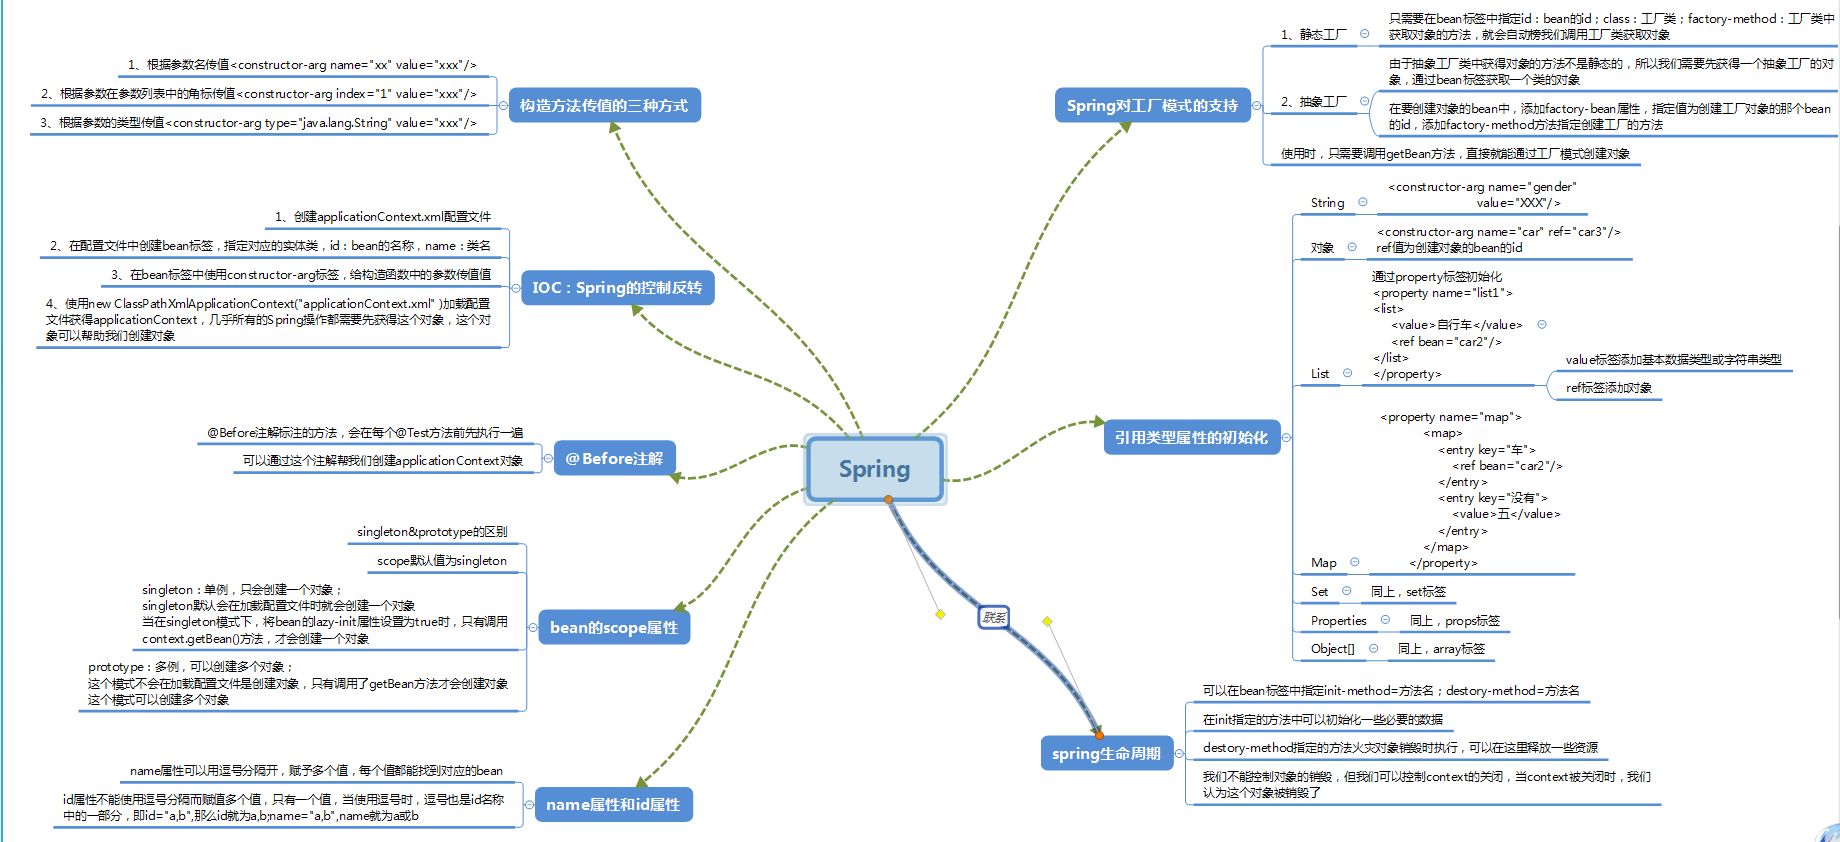 构造方法传值的三种方式
1、根据参数名传值<constructor-arg name="xx" value="xxx"/>
2、根据参数在参数列表中的角标传值<constructor-arg index="1" value="xxx"/>
3、根据参数的类型传值<constructor-arg type="java.lang.String" value="xxx"/>
IOC：Spring的控制反转
1、创建applicationContext.xml配置文件
2、在配置文件中创建bean标签，指定对应的实体类，id：bean的名称，name：类名
3、在bean标签中使用constructor-arg标签，给构造函数中的参数传值值
4、使用new ClassPathXmlApplicationContext("applicationContext.xml" )加载配置
文件获得applicationContext，几乎所有的Spring操作都需要先获得这个对象，这个对
象可以帮助我们创建对象
@Before注解
@Before注解标注的方法，会在每个@Test方法前先执行一遍
可以通过这个注解帮我们创建applicationContext对象
bean的scope属性
singleton&prototype的区别
scope默认值为singleton
singleton：单例，只会创建一个对象；
singleton默认会在加载配置文件时就会创建一个对象
当在singleton模式下，将bean的lazy-init属性设置为true时，只有调用
context.getBean()方法，才会创建一个对象
prototype：多例，可以创建多个对象；
这个模式不会在加载配置文件是创建对象，只有调用了getBean方法才会创建对象
这个模式可以创建多个对象
name属性和id属性
name属性可以用逗号分隔开，赋予多个值，每个值都能找到对应的bean
id属性不能使用逗号分隔而赋值多个值，只有一个值，当使用逗号时，逗号也是id名称
中的一部分，即id="a,b",那么id就为a,b;name="a,b",name就为a或b
Spring
联系
Spring对工厂模式的支持
1、静态工厂
只需要在bean标签中指定id：bean的id；class：工厂类；factory-method：工厂类中
获取对象的方法，就会自动榜我们调用工厂类获取对象
2、抽象工厂
由于抽象工厂类中获得对象的方法不是静态的，所以我们需要先获得一个抽象工厂的对
象，通过bean标签获取一个类的对象
在要创建对象的bean中，添加factory-bean属性，指定值为创建工厂对象的那个bean
的id，添加factory-method方法指定创建工厂的方法
使用时，只需要调用getBean方法，直接就能通过工厂模式创建对象
引用类型属性的初始化
String
<constructor-arg name="gender"
value="XXX"/>
对象
<constructor-arg name="car" ref="car3"/>
ref值为创建对象的bean的id
List
通过property标签初始化
<property name="list1">
<list>
<value>自行车</value>
<ref bean="car2"/>
</list>
</property>
value标签添加基本数据类型或字符串类型
ref标签添加对象
Map
<property name="map">
<map>
<entry key="车">
<ref bean="car2"/>
</entry>
<entry key="没有">
<value>五</value>
</entry>
</map>
</property>
Set
同上，set标签
Properties
同上，props标签
Object[]
同上，array标签
spring生命周期
可以在bean标签中指定init-method=方法名；destory-method=方法名
在init指定的方法中可以初始化一些必要的数据
destory-method指定的方法火灾对象销毁时执行，可以在这里释放一些资源
我们不能控制对象的销毁，但我们可以控制context的关闭，当context被关闭时，我们
认为这个对象被销毁了